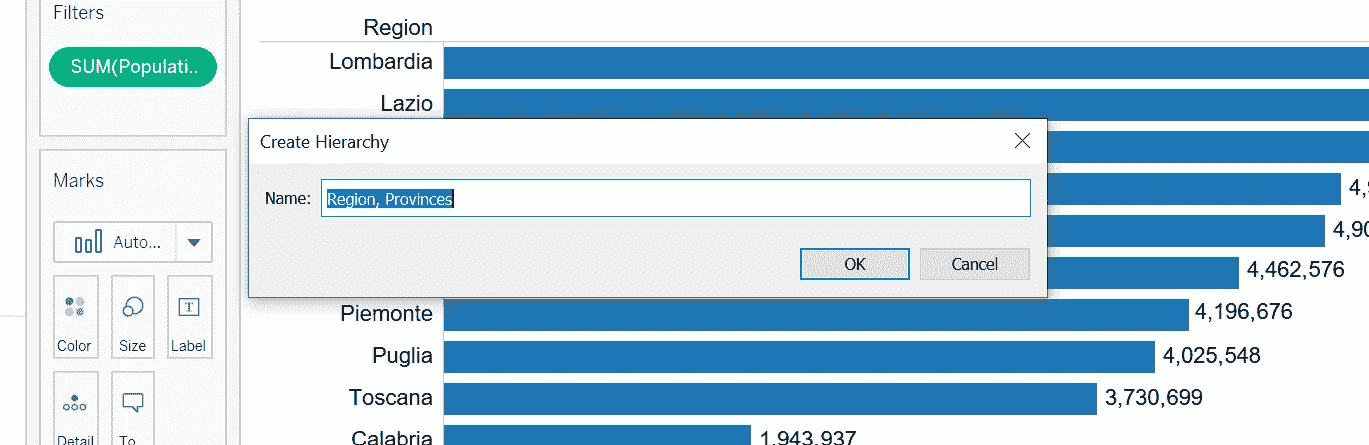 Filters
SUM(Populati..
Marks
Auto...
Color
Size
Label
T
Detail
To...
Region
Lombardia
Lazio
Create Hierarchy
Name: Region, Provinces
OK
Cancel
4,9
4,90
4,462,576
Piemonte 4,196,676
Puglia 4,025,548
Toscana 3,730,699
Calabria 1,943,937